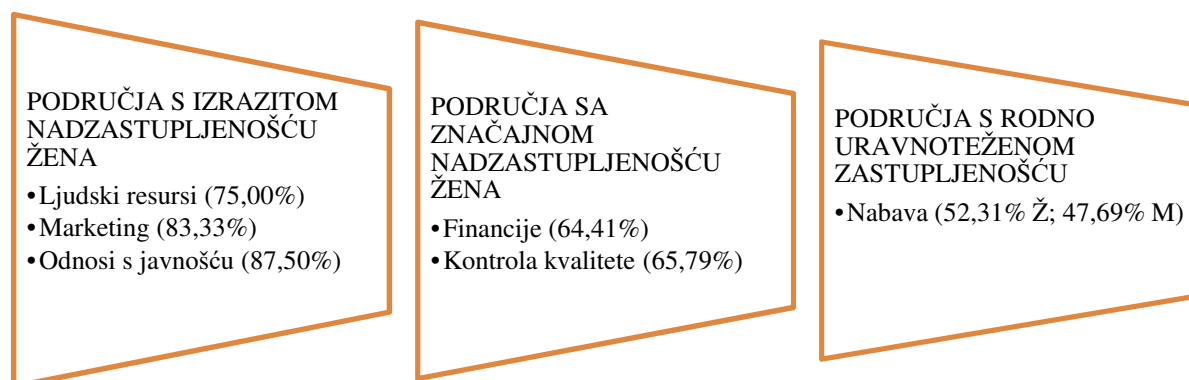 PODRUČJA S IZRAZITOM
NADZASTUPLJENOŠĆU
ŽENA
•Ljudski resursi (75,00%)
•Marketing (83,33%)
•Odnosi s javnošću (87,50%)
PODRUČJA SA
ZNAČAJNOM
NADZASTUPLJENOŠĆU
ŽENA
•Financije (64,41%)
•Kontrola kvalitete (65,79%)
PODRUČJA S RODNO
URAVNOTEŽENOM
ZASTUPLJENOŠĆU
•Nabava (52,31% Ž; 47,69% M)